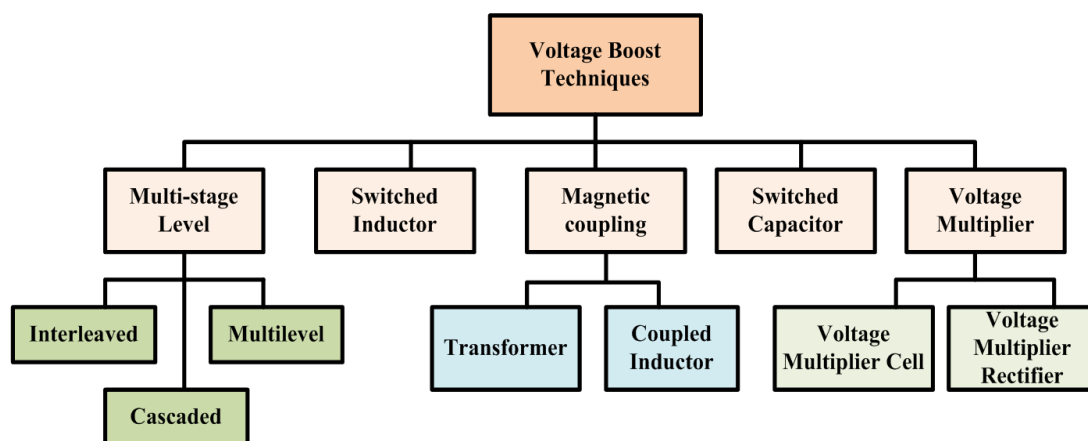 Voltage Boost
Techniques
Multi-stage
Level
Switched
Inductor
Magnetic
coupling
Switched
Capacitor
Voltage
Multiplier
Interleaved
Multilevel
Cascaded
Transformer
Coupled
Inductor
Voltage
Multiplier Cell
Voltage
Multiplier
Rectifier